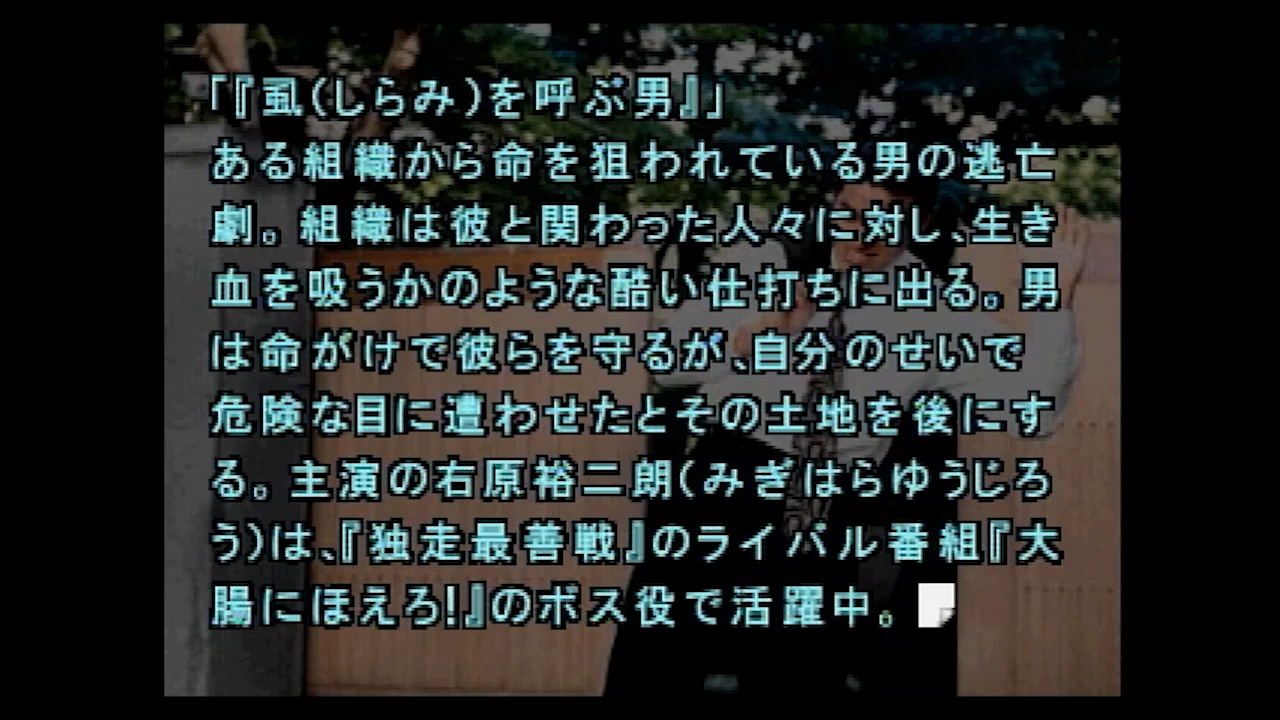 「『虱(しらみ)を呼ぶ男』」
ある組織から命を狙われている男の逃亡
劇。組織は彼と関わった人々に対し、生き
血を吸うかのような酷い仕打ちに出る。男
は命がけで彼らを守るが、自分のせいで
危険な目に遭わせたとその土地を後にす
る。主演の右原裕二朗(みぎはらゆうじろ
う)は、『独走最善戦』のライバル番組『大
腸にほえろ!』のボス役で活躍中。